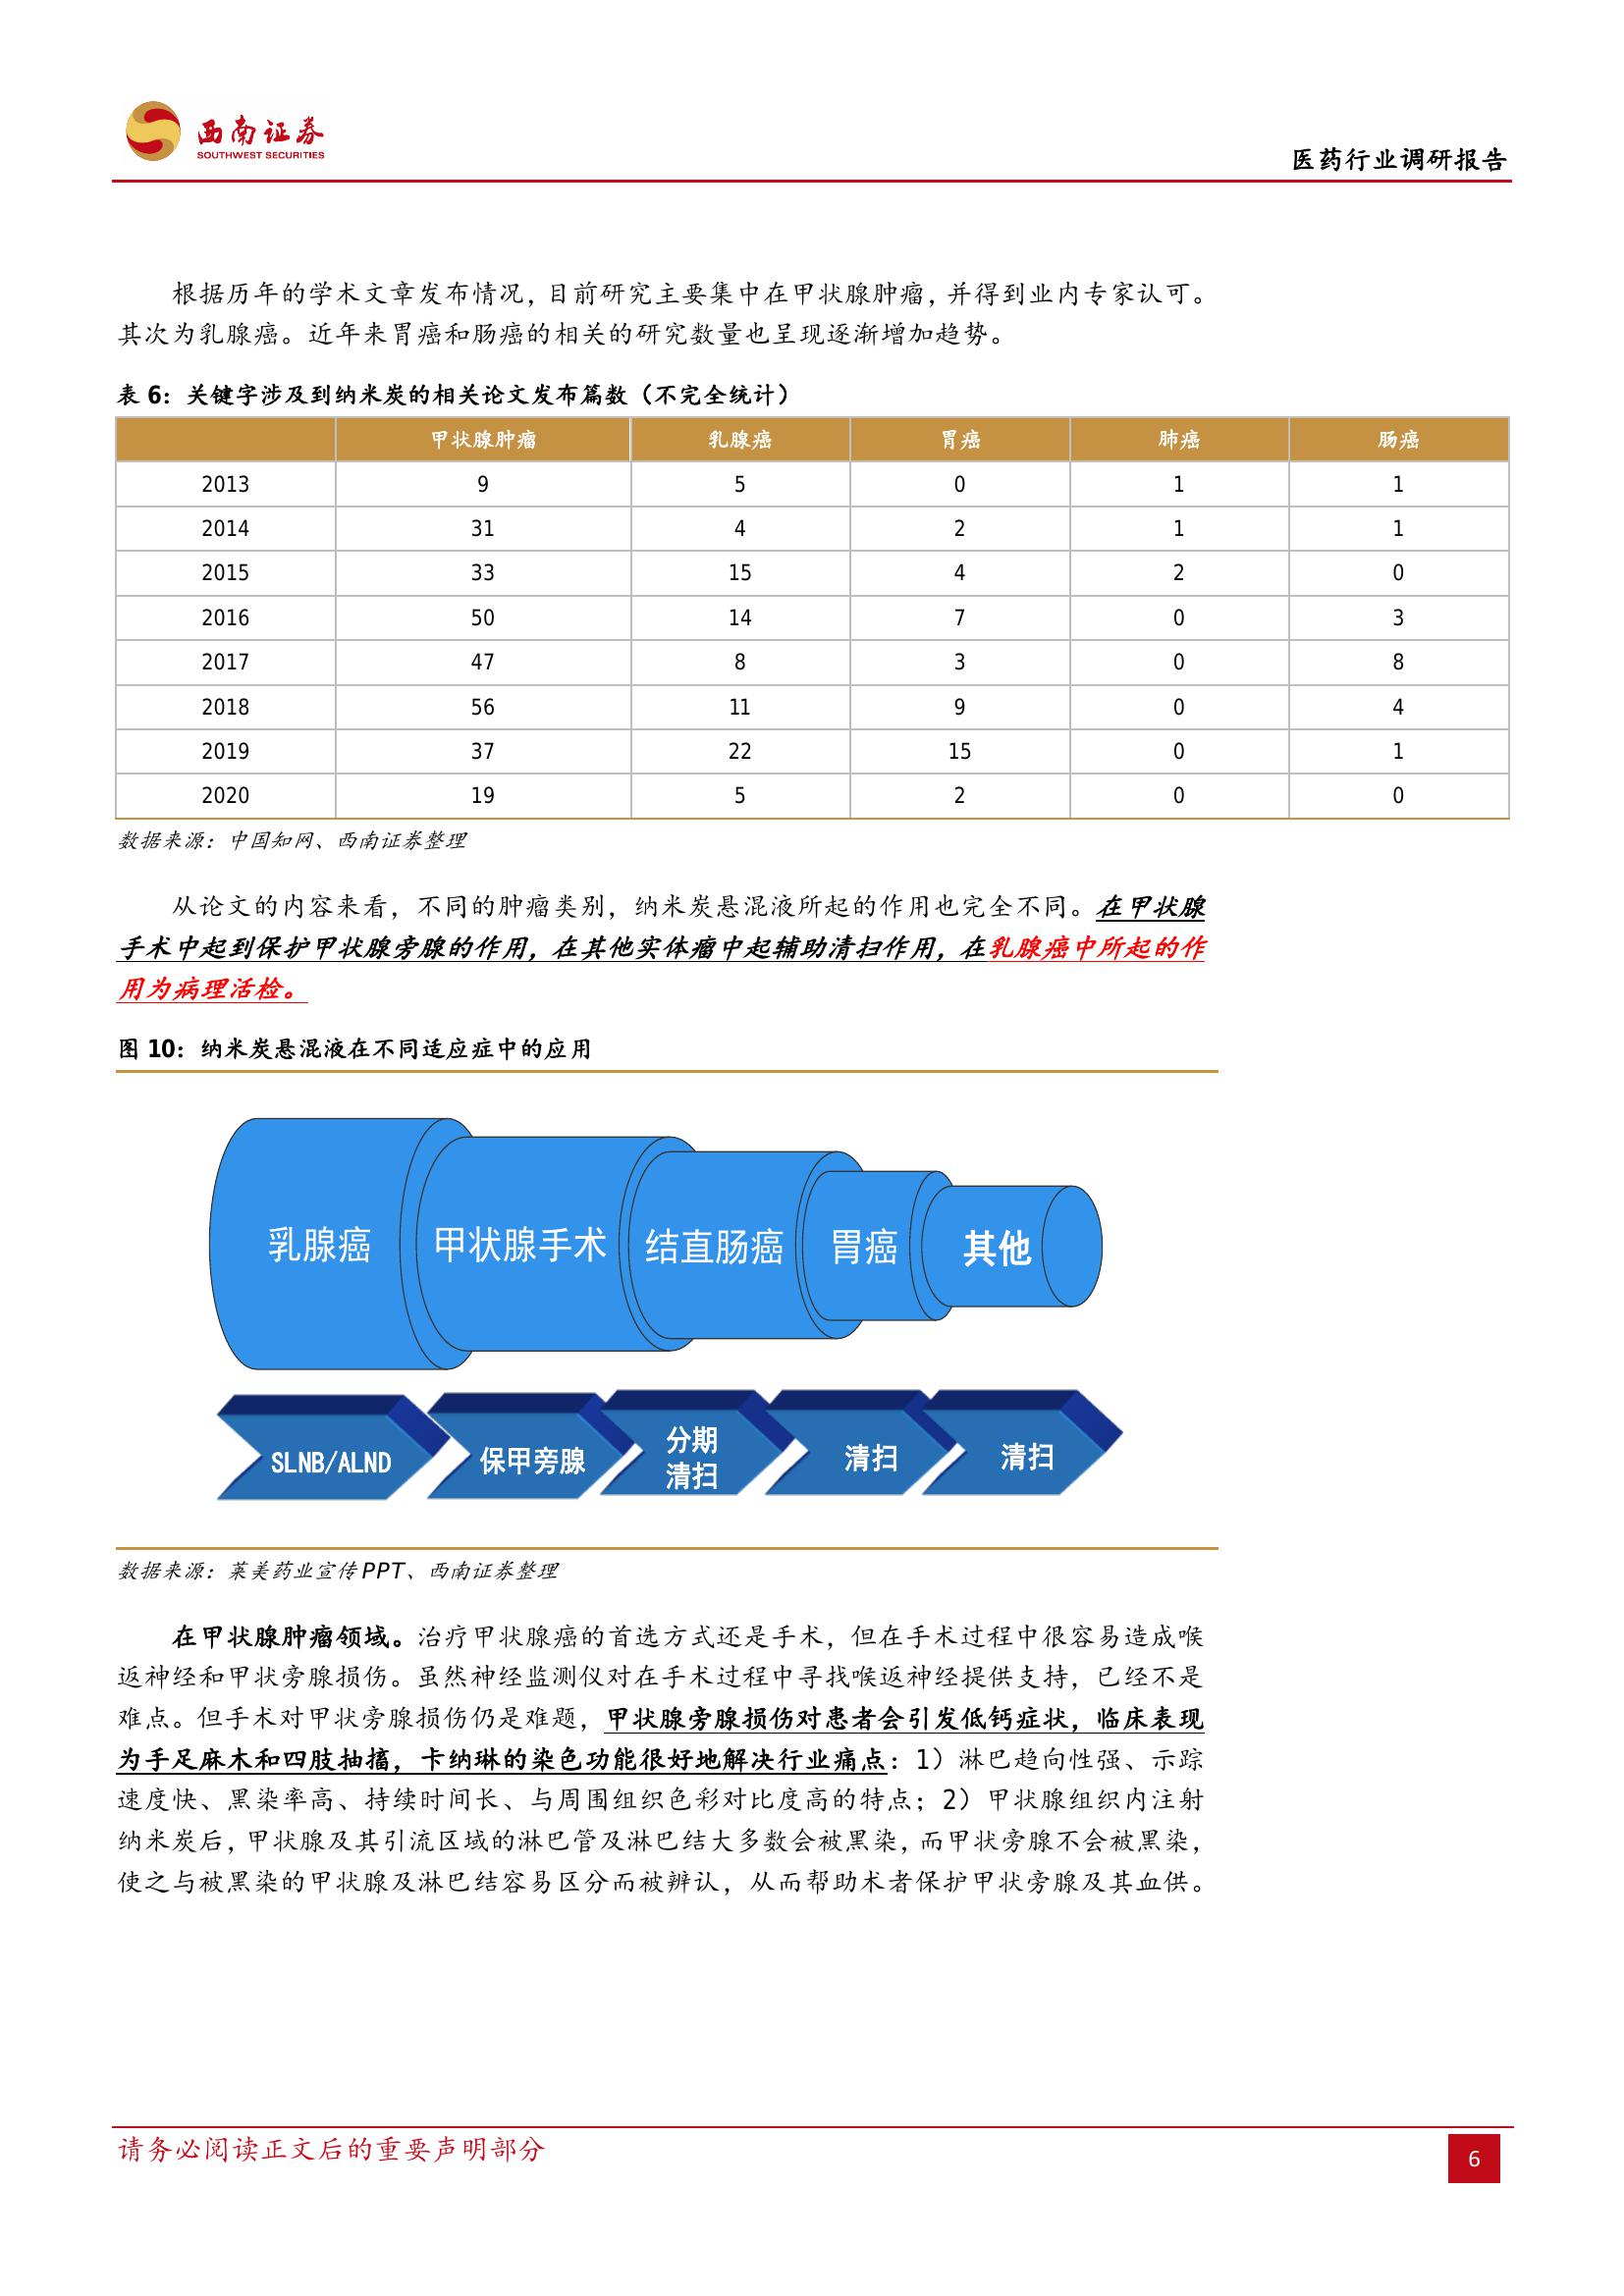 西南证券
SOUTHWEST SECURITIES
医药行业调研报告
根据历年的学术文章发布情况，目前研究主要集中在甲状腺肿瘤，并得到业内专家认可。
其次为乳腺癌。近年来胃癌和肠癌的相关的研究数量也呈现逐渐增加趋势。
表 6：关键字涉及到纳米炭的相关论文发布篇数（不完全统计）
甲状腺肿瘤 乳腺癌 胃癌 肺癌 肠癌
2013 9 5 0 1 1
2014 31 4 2 1 1
2015 33 15 4 2 0
2016 50 14 7 0 3
2017 47 8 3 0 8
2018 56 11 9 0 4
2019 37 22 15 0 1
2020 19 5 2 0 0
数据来源：中国知网、西南证券整理
从论文的内容来看，不同的肿瘤类别，纳米炭悬混液所起的作用也完全不同。在甲状腺
手术中起到保护甲状腺旁腺的作用，在其他实体瘤中起辅助清扫作用，在乳腺癌中所起的作
用为病理活检。
图 10：纳米炭悬混液在不同适应症中的应用
乳腺癌 甲状腺手术 结直肠癌 胃癌 其他
SLNB/ALND 保甲旁腺 分期 清扫 清扫
清扫
数据来源：莱美药业宣传PPT、西南证券整理
在甲状腺肿瘤领域。治疗甲状腺癌的首选方式还是手术，但在手术过程中很容易造成喉
返神经和甲状旁腺损伤。虽然神经监测仪对在手术过程中寻找喉返神经提供支持，已经不是
难点。但手术对甲状旁腺损伤仍是难题，甲状腺旁腺损伤对患者会引发低钙症状，临床表现
为手足麻木和四肢抽搐，卡纳琳的染色功能很好地解决行业痛点：1）淋巴趋向性强、示踪
速度快、黑染率高、持续时间长、与周围组织色彩对比度高的特点；2）甲状腺组织内注射
纳米炭后，甲状腺及其引流区域的淋巴管及淋巴结大多数会被黑染，而甲状旁腺不会被黑染，
使之与被黑染的甲状腺及淋巴结容易区分而被辨认，从而帮助术者保护甲状旁腺及其血供。
请务必阅读正文后的重要声明部分
6